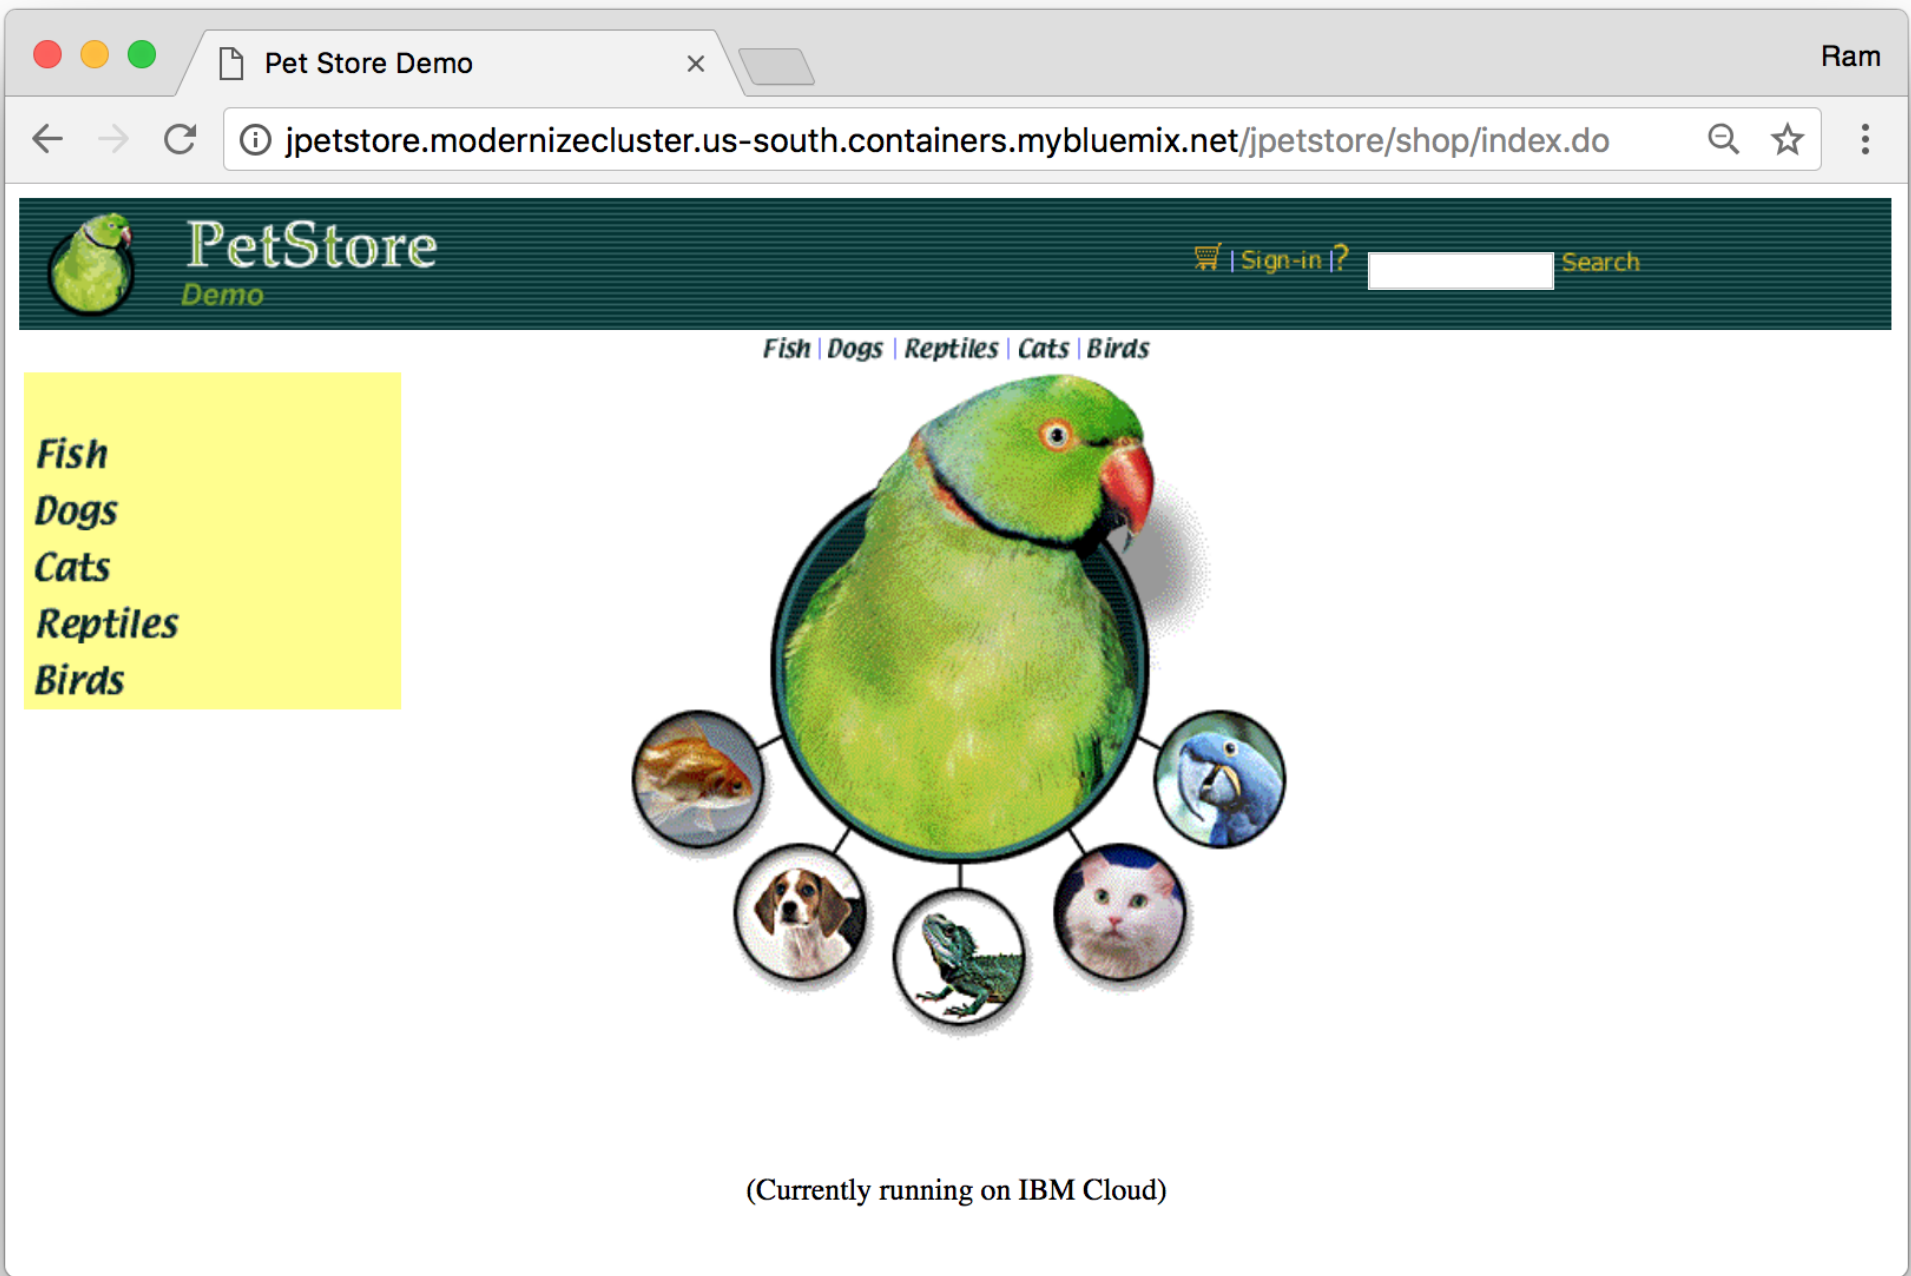 Pet Store Demo
Ram
jpetstore.modernizecluster.us-south.containers.mybluemix.net/jpetstore/shop/index.do
PetStore
Demo
| Sign-in |? Search
Fish | Dogs | Reptiles | Cats | Birds
Fish
Dogs
Cats
Reptiles
Birds
(Currently running on IBM Cloud)